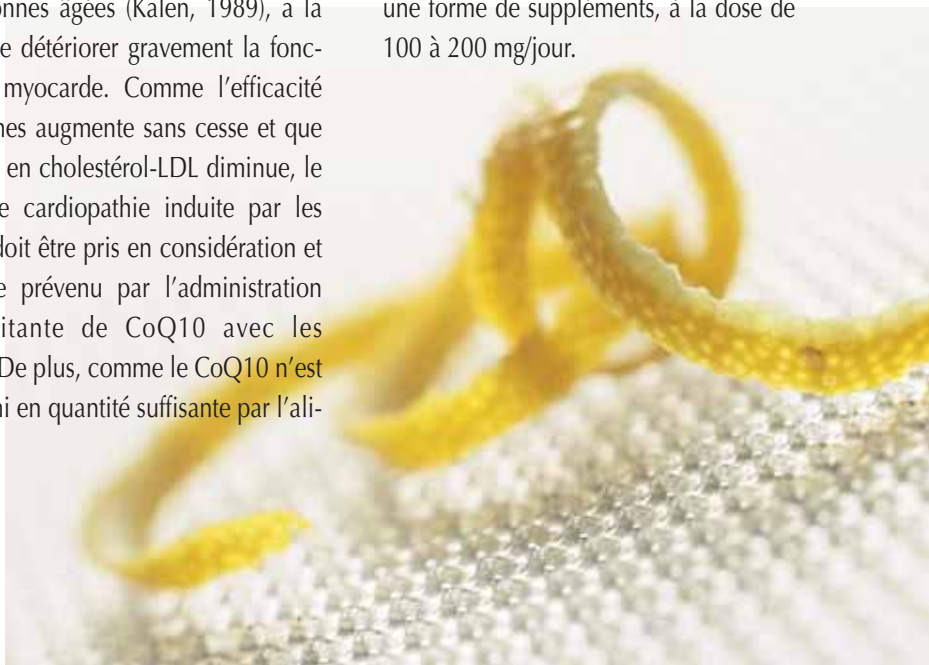 onnes âgées (Kalen, 1989), a la
e détériorer gravement la fonc-
myocarde. Comme l'efficacité
nes augmente sans cesse et que
en cholestérol-LDL diminue, le
e cardiopathie induite par les
doit être pris en considération et
e prévenu par l'administration
itante de CoQ10 avec les
De plus, comme le CoQ10 n'est
ni en quantité suffisante par l'ali-
une forme de suppléments, à la dose de
100 à 200 mg/jour.